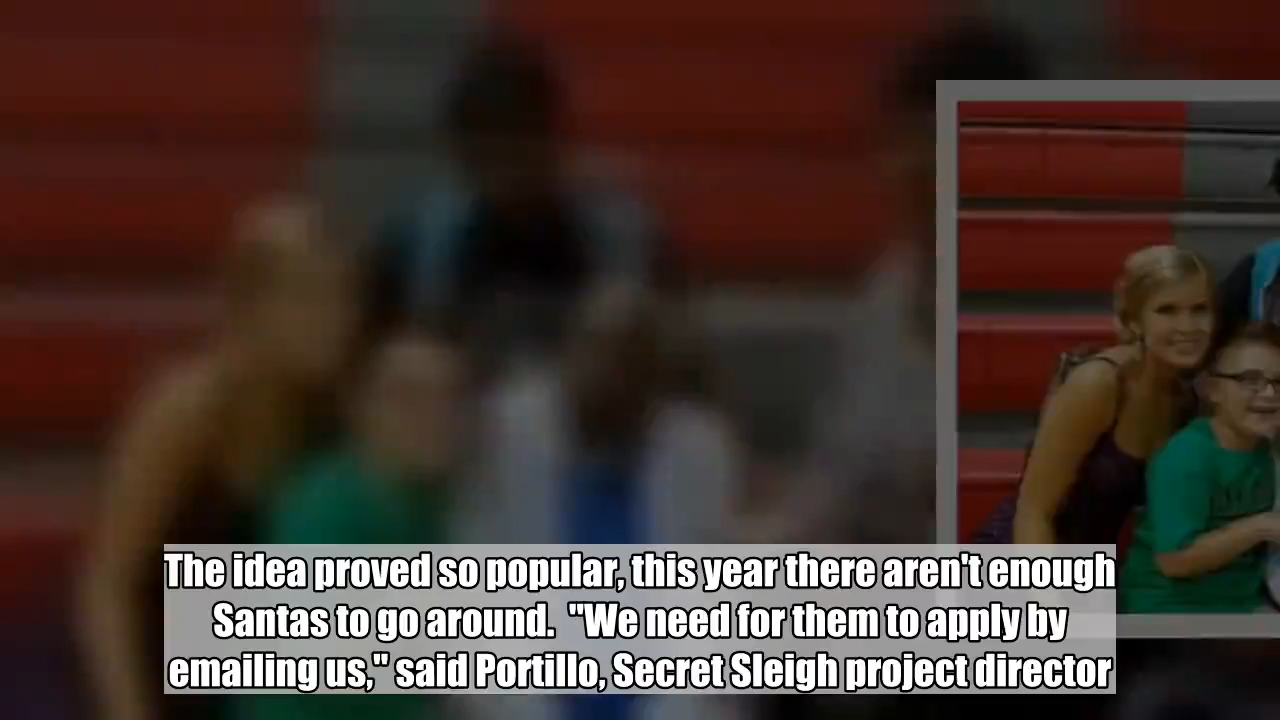 The idea proved so popular, this year there aren't enough
Santas to go around.  "We need for them to apply by
emailing us," said Portillo, Secret Sleigh project director